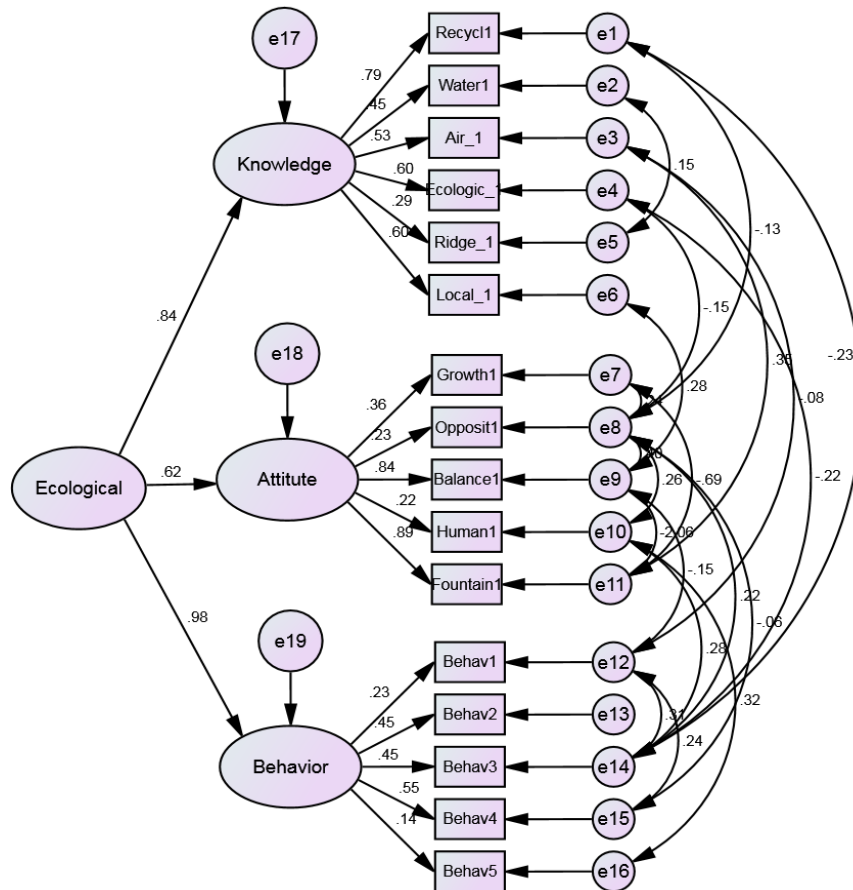 e17
Recycl1
e1
Water1
e2
Air_1
e3
Knowledge
Ecologic_1
e4
Ridge_1
e5
Local_1
e6
.79
.45
.53
.60
.29
.60
.15
-.13
-.15
.35
-.23
.28
-.08
-.22
.84
e18
Growth1
e7
Opposit1
e8
Balance1
e9
Human1
e10
Fountain1
e11
Attitute
.36
.23
.84
.22
.89
Ecological
.62
.26
-.69
-.15
.22
-.06
.28
.32
.98
e19
Behav1
e12
Behav2
e13
Behav3
e14
Behav4
e15
Behav5
e16
Behavior
.23
.45
.45
.55
.14
.31
.24